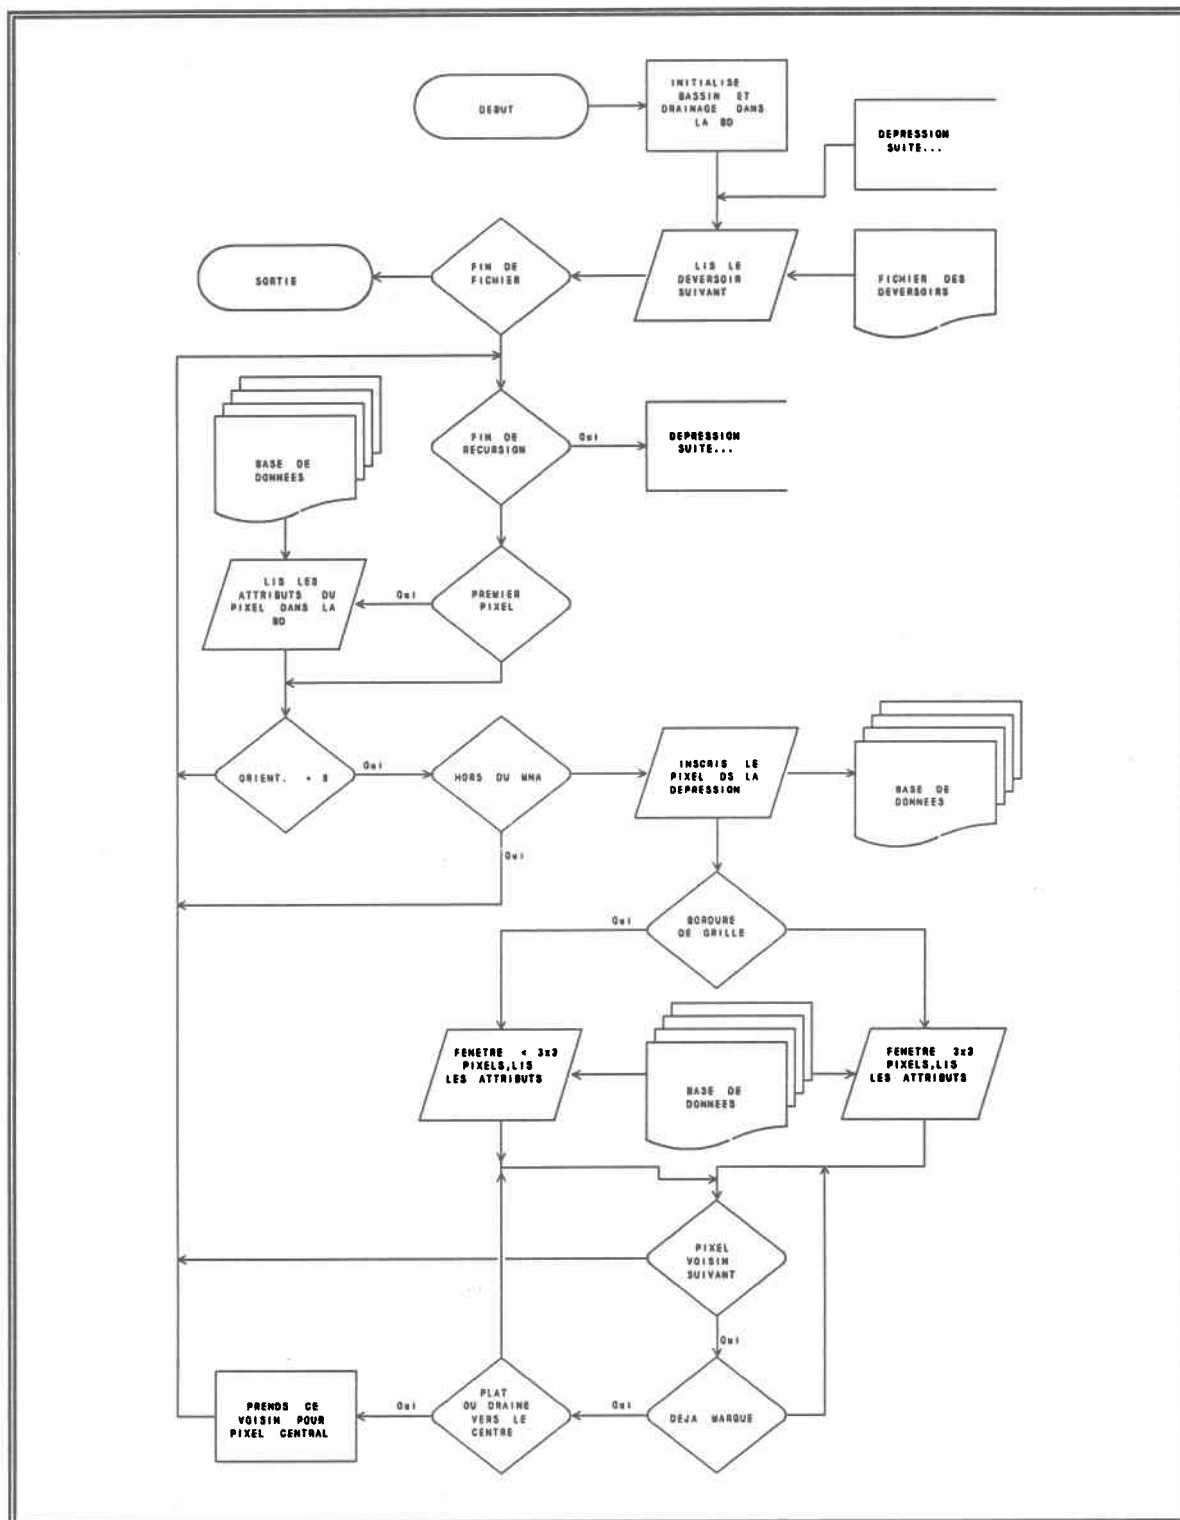 DEBUT
INITIALISE
BASSIN ET
DRAINAGE DANS
LA BD
DEPRESSION
SUITE...
SORTIE
FIN DE
FICHIER
LIS LE
DEVERSOIR
SUIVANT
FICHIER DES
DEVERSOIRS
BASE DE
DONNEES
FIN DE
RECURSION
Oui
DEPRESSION
SUITE...
LIS LES
ATTRIBUTS DU
PIXEL DANS LA
BD
Oui
PREMIER
PIXEL
ORIENT.
Oui
HORS DU MNA
Oui
INSCRIS LE
PIXEL DS LA
DEPRESSION
BASE DE
DONNEES
Oui
BORDURE
DE GRILLE
FENETRE < 3x3
PIXELS,LIS
LES ATTRIBUTS
BASE DE
DONNEES
FENETRE 3x3
PIXELS,LIS
LES ATTRIBUTS
PIXEL
VOISIN
SUIVANT
Oui
PRENDS CE
VOISIN POUR
PIXEL CENTRAL
Oui
PLAT
OU DRAINE
VERS LE
CENTRE
Oui
DEJA MARQUE